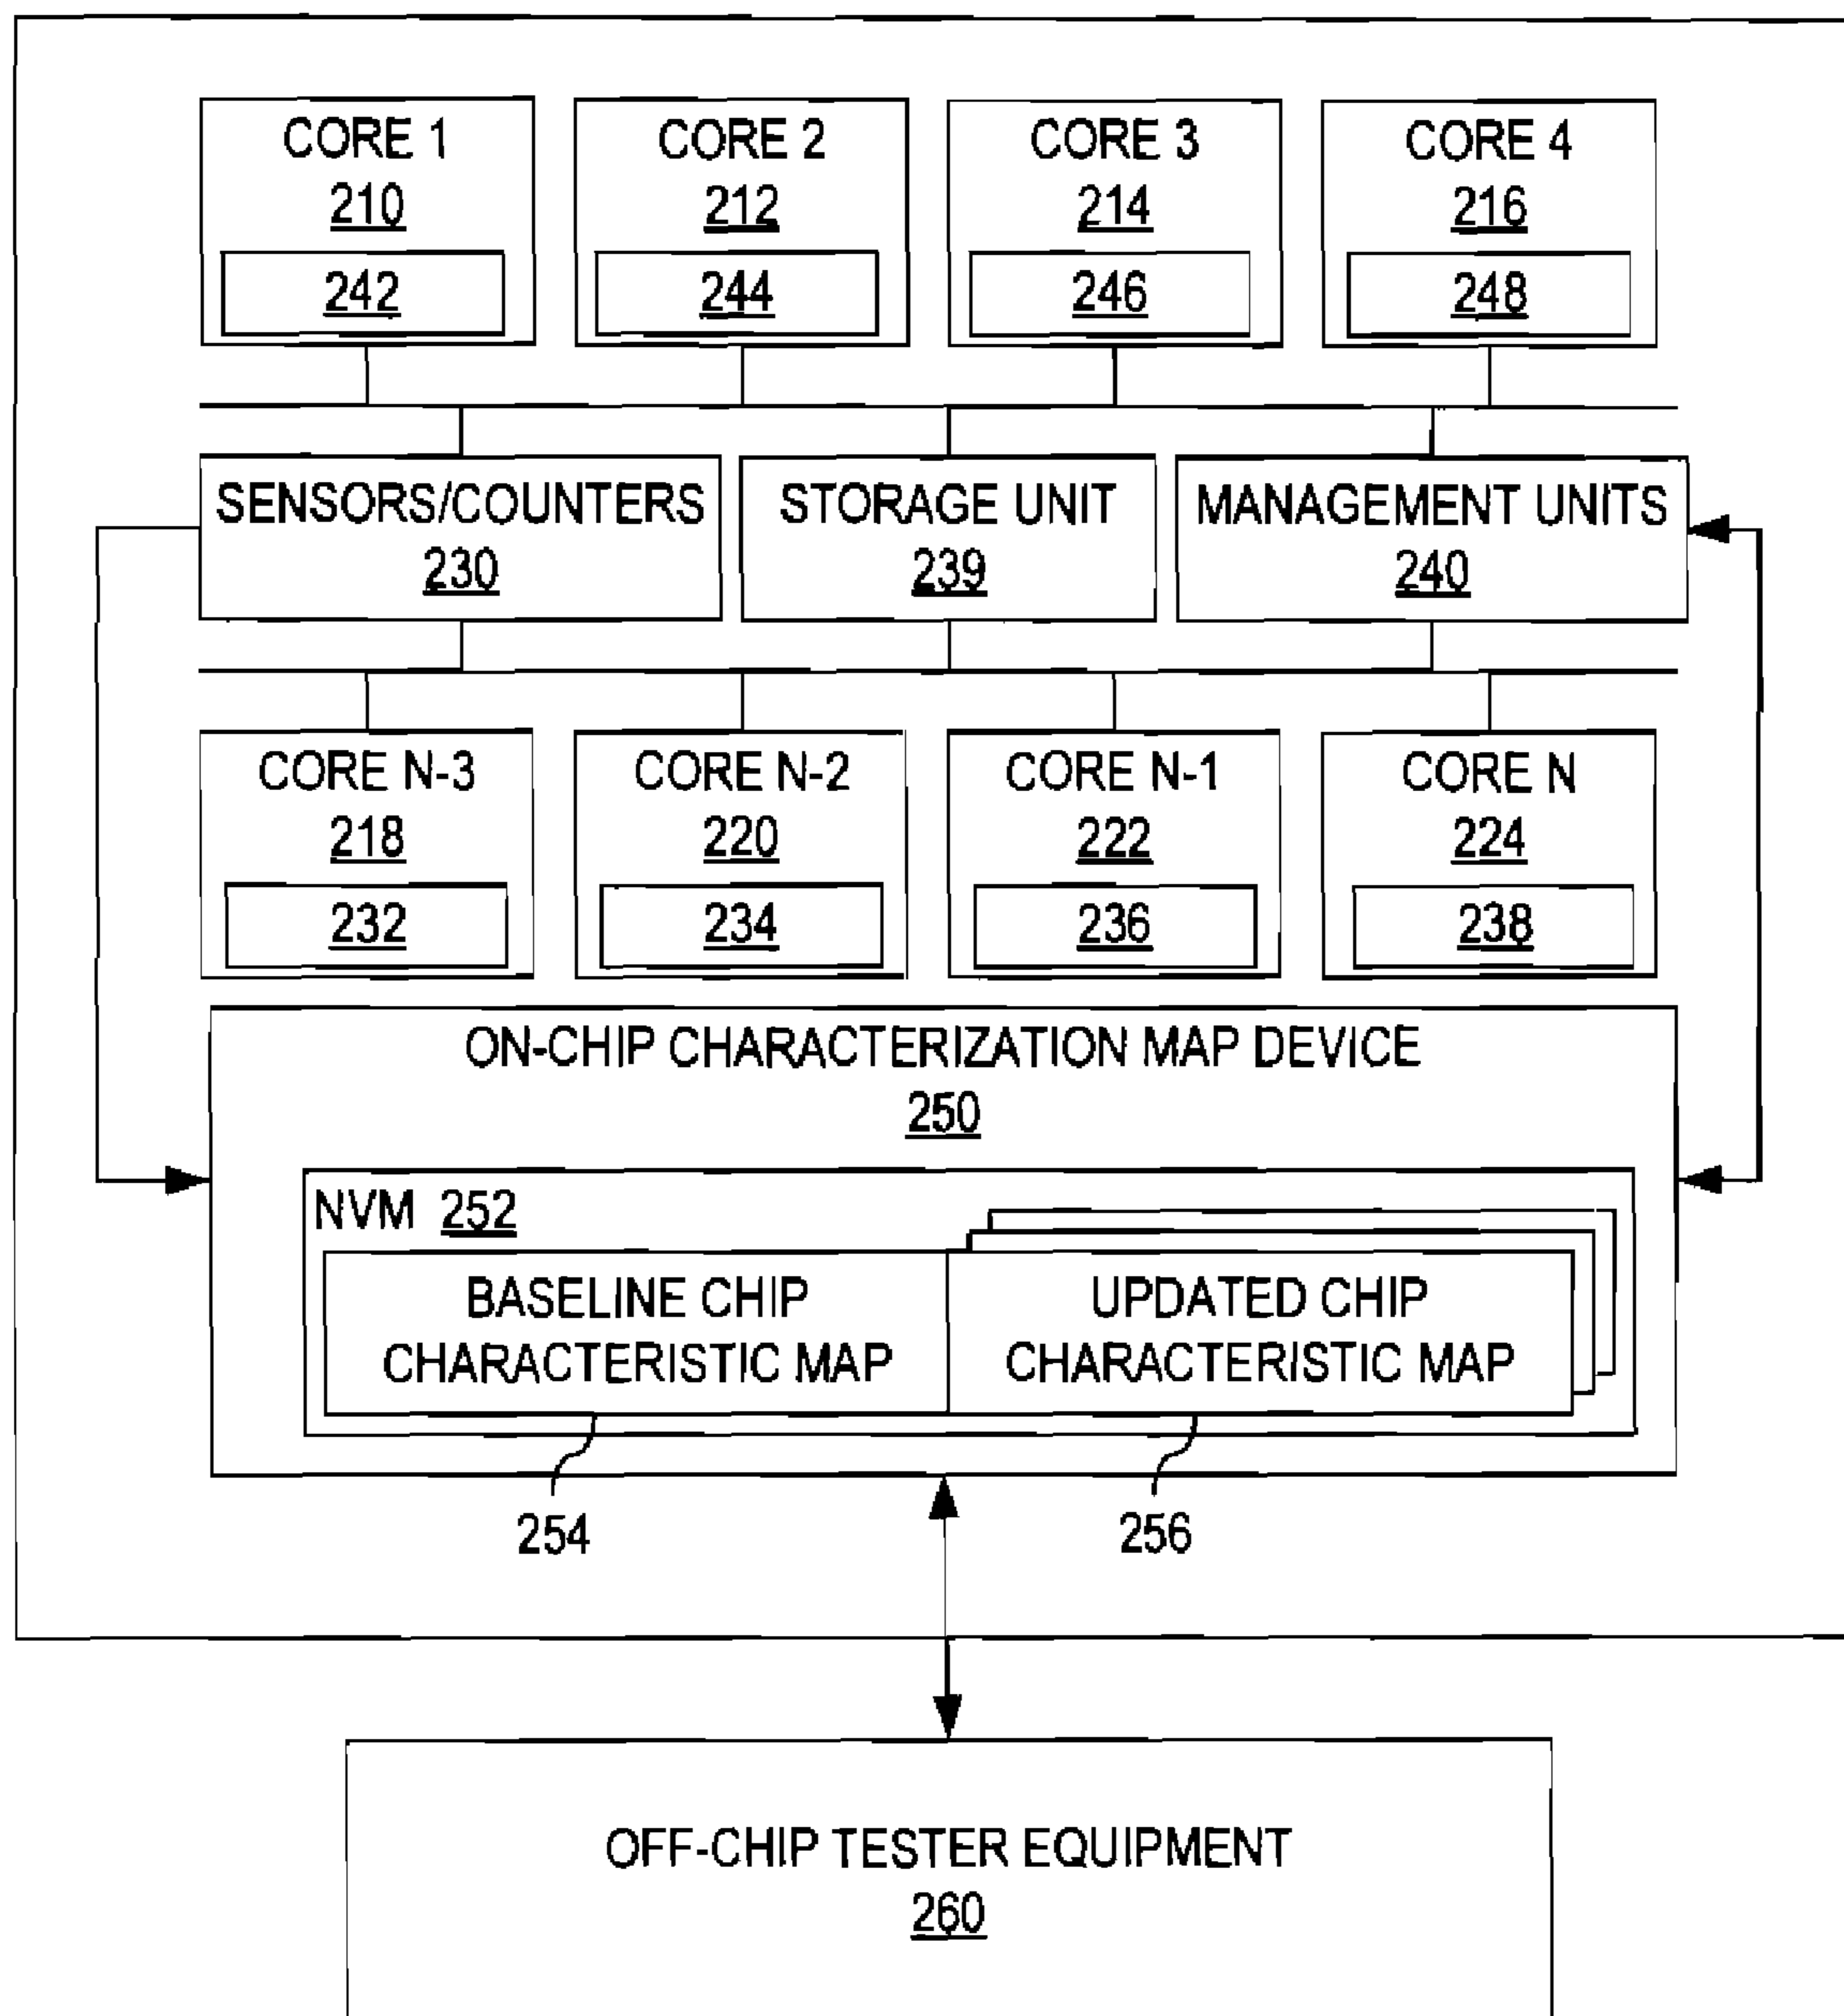 CORE 1
210
242
CORE 2
212
244
CORE 3
214
246
CORE 4
216
248
SENSORS/COUNTERS
230
STORAGE UNIT
239
MANAGEMENT UNITS
240
CORE N-3
218
232
CORE N-2
220
234
CORE N-1
222
236
CORE N
224
238
ON-CHIP CHARACTERIZATION MAP DEVICE
250
NVM 252
BASELINE CHIP
CHARACTERISTIC MAP
UPDATED CHIP
CHARACTERISTIC MAP
254
256
OFF-CHIP TESTER EQUIPMENT
260